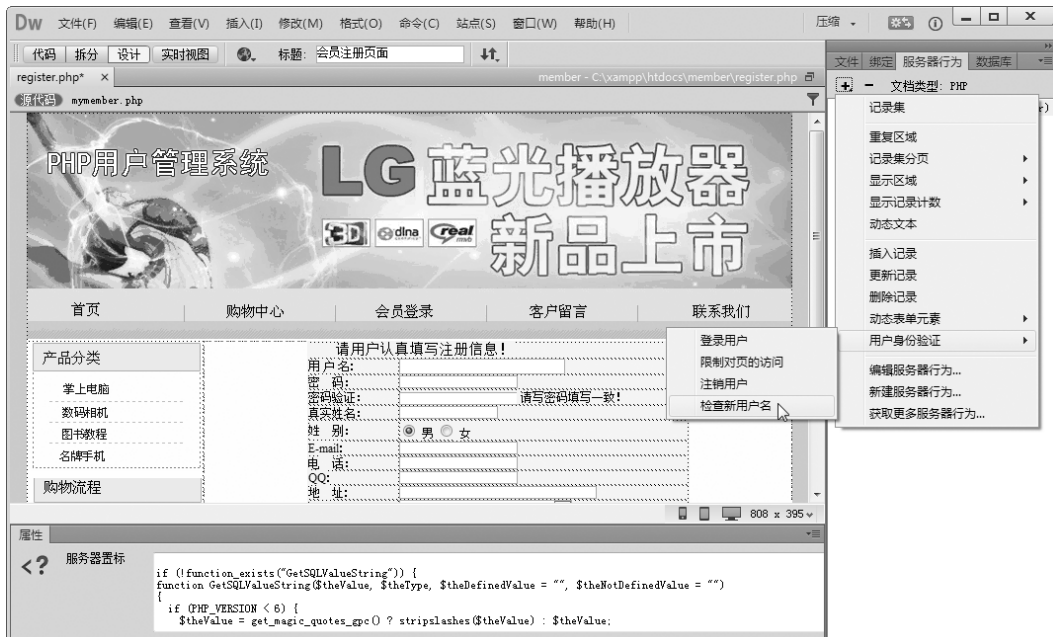 Dw 文件(F) 编辑(E) 查看(V) 插入(I) 修改(M) 格式(O) 命令(C) 站点(S) 窗口(W) 帮助(H) 压缩
代码 拆分 设计 实时视图 标题: 会员注册页面
register.php* × member - C:\xampp\htdocs\member\register.php
源代码 mymember.php
PHP用户管理系统
LG 蓝光播放器
新品上市
3D dlna Creal
首页 购物中心 会员登录 客户留言 联系我们
产品分类
掌上电脑
数码相机
图书教程
名牌手机
购物流程
请用户认真填写注册信息!
用户名:
密 码:
密码验证: 请写密码填写一致!
真实姓名:
姓 别: 男 女
E-mail:
电 话:
QQ:
地 址:
808 x 395
文件 绑定 服务器行为 数据库
+ － 文档类型: PHP
记录集
重复区域
记录集分页
显示区域
显示记录计数
动态文本
插入记录
更新记录
删除记录
动态表单元素
用户身份验证
编辑服务器行为...
新建服务器行为...
获取更多服务器行为...
登录用户
限制对页的访问
注销用户
检查新用户名
属性
<? 服务器置标
if (!function_exists("GetSQLValueString")) {
function GetSQLValueString($theValue, $theType, $theDefinedValue = "", $theNotDefinedValue = "")
{
if (PHP_VERSION < 6) {
$theValue = get_magic_quotes_gpc() ? stripslashes($theValue) : $theValue;